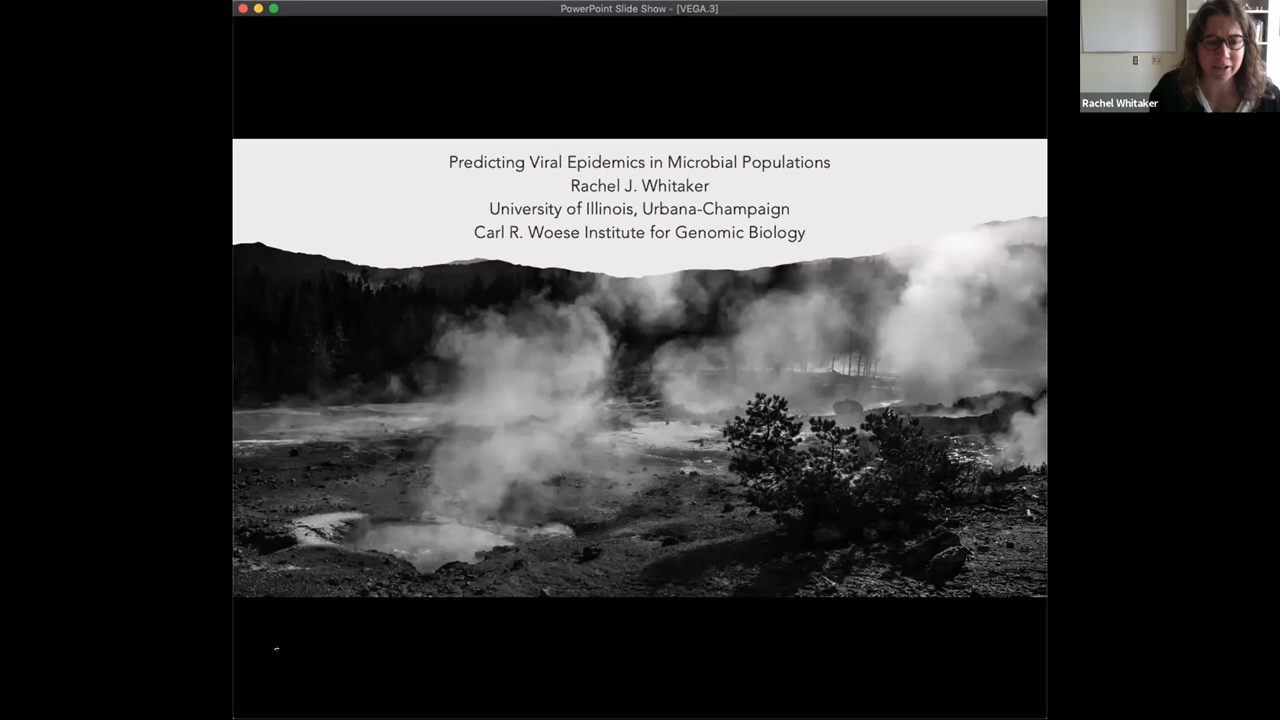 PowerPoint Slide Show - [VEGA.3]
Predicting Viral Epidemics in Microbial Populations
Rachel J. Whitaker
University of Illinois, Urbana-Champaign
Carl R. Woese Institute for Genomic Biology
Rachel Whitaker